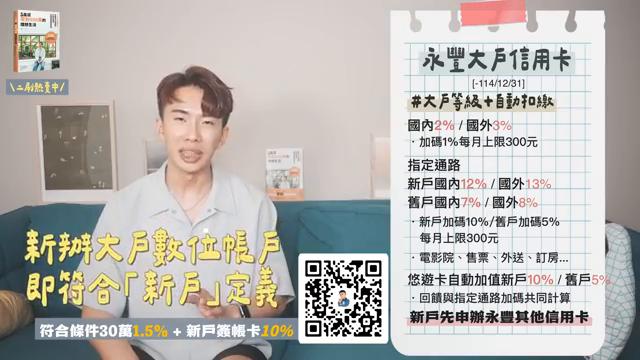 \二刷熱賣中/
永豐大戶信用卡
[-114/12/31]
#大戶等級+自動扣繳
國內2% / 國外3%
·加碼1%每月上限300元
指定通路
新戶國內12% / 國外13%
舊戶國內7% / 國外8%
·新戶加碼10%/舊戶加碼5%
每月上限300元
·電影院、售票、外送、訂房...
悠遊卡自動加值新戶10% / 舊戶5%
·回饋與指定通路加碼共同計算
新戶先申辦永豐其他信用卡
新辦大戶數位帳戶
即符合「新戶」定義
符合條件30萬1.5% + 新戶簽帳卡10%